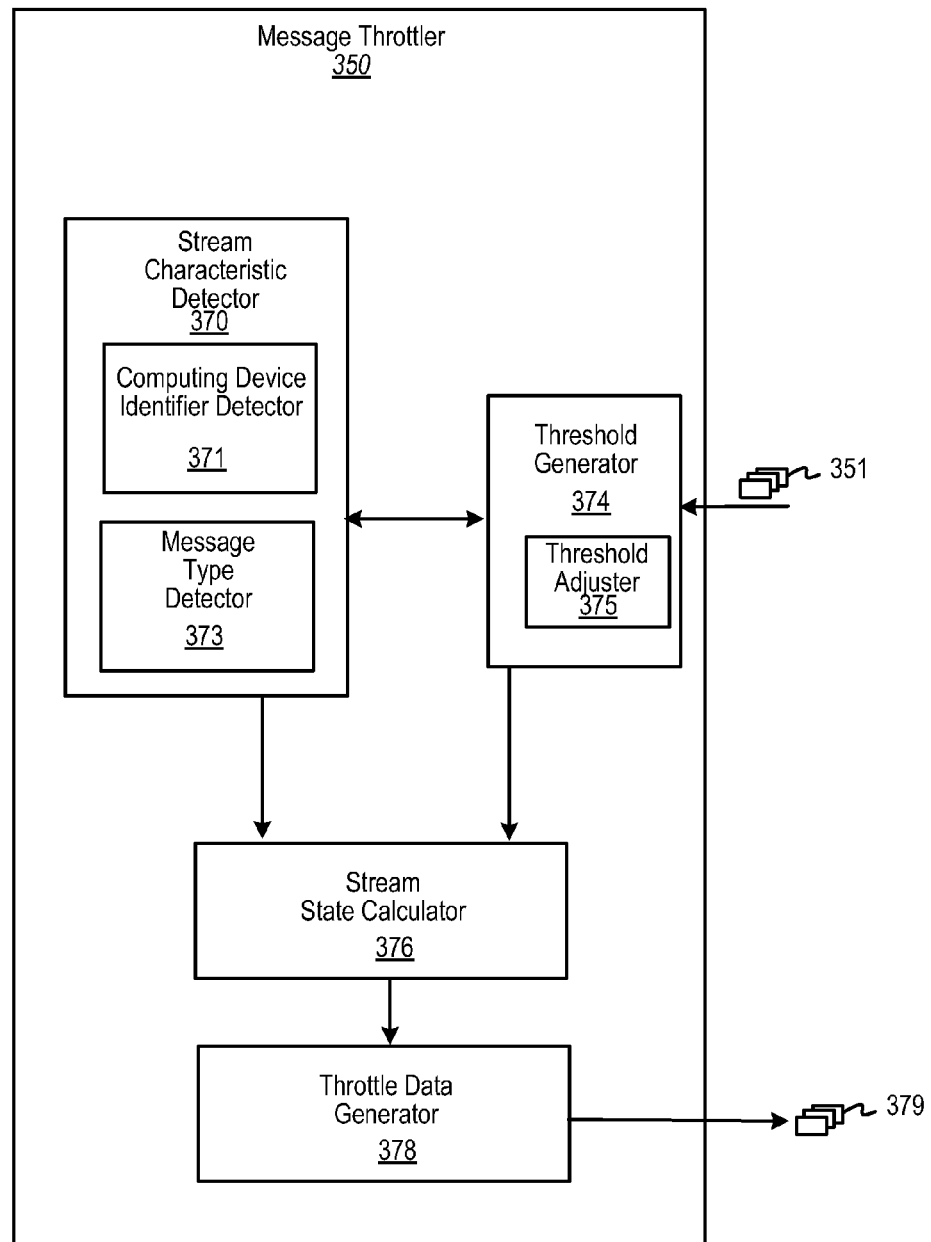 Message Throttler
350
Stream
Characteristic
Detector
370
Computing Device
Identifier Detector
371
Message
Type
Detector
373
Threshold
Generator
374
Threshold
Adjuster
375
351
Stream
State Calculator
376
Throttle Data
Generator
378
379